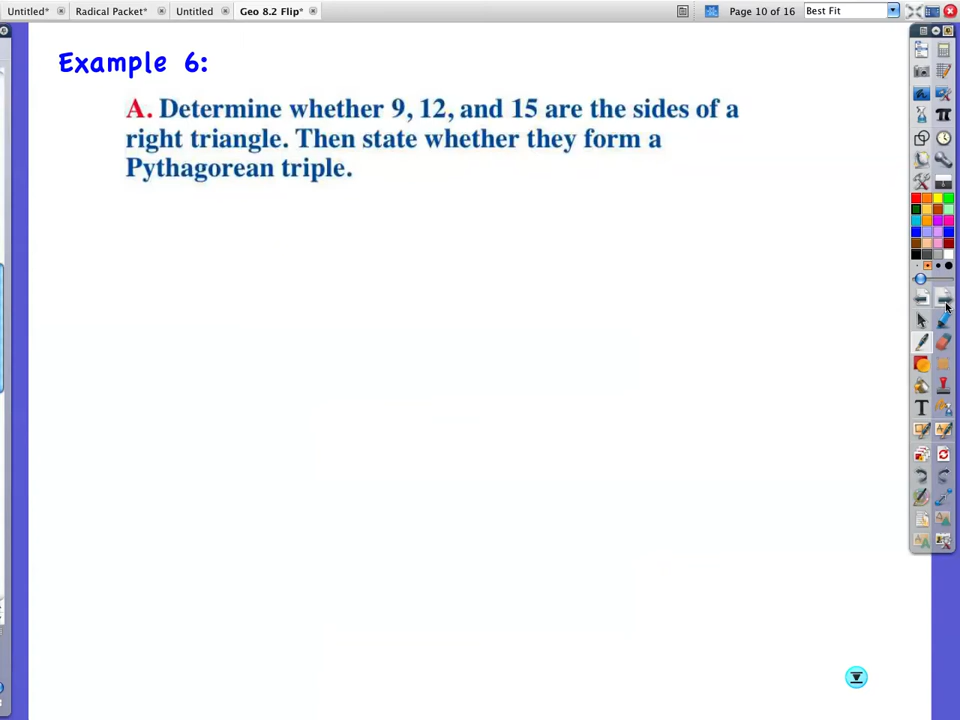 Untitled* Radical Packet* Untitled Geo 8.2 Flip* Page 10 of 16 Best Fit
Example 6:
A. Determine whether 9, 12, and 15 are the sides of a
right triangle. Then state whether they form a
Pythagorean triple.
T